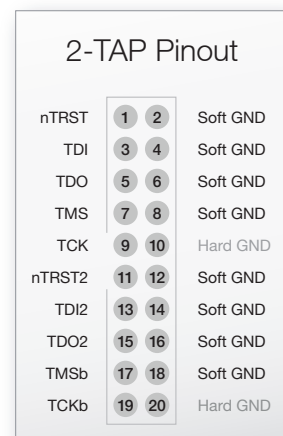 2-TAP Pinout
nTRST 1 2 Soft GND
TDI 3 4 Soft GND
TDO 5 6 Soft GND
TMS 7 8 Soft GND
TCK 9 10 Hard GND
nTRST2 11 12 Soft GND
TDI2 13 14 Soft GND
TDO2 15 16 Soft GND
TMSb 17 18 Soft GND
TCKb 19 20 Hard GND